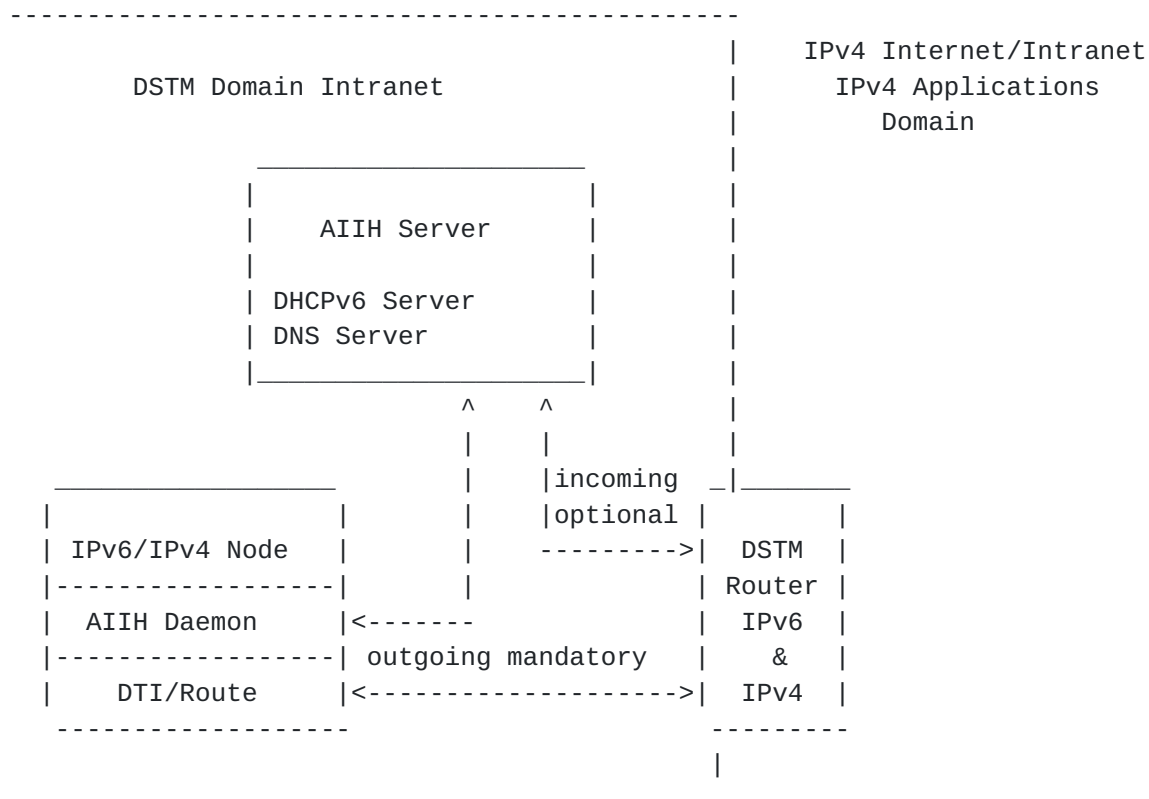 IPv4 Internet/Intranet
DSTM Domain Intranet IPv4 Applications
Domain
AIIH Server
DHCPv6 Server
DNS Server
incoming
optional
IPv6/IPv4 Node DSTM
Router
AIIH Daemon IPv6
outgoing mandatory &
DTI/Route IPv4